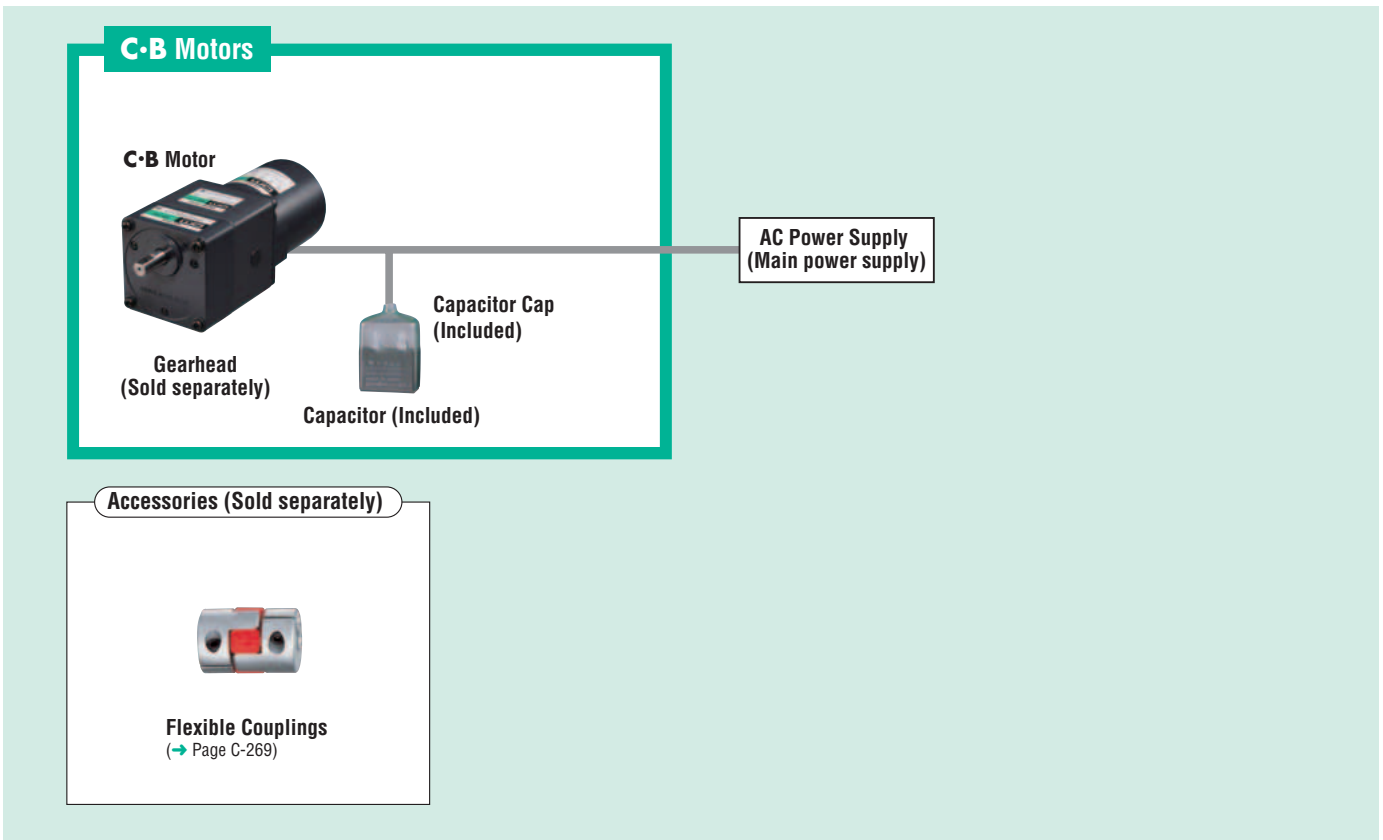 C·B Motors
C·B Motor
AC Power Supply
(Main power supply)
Capacitor Cap
(Included)
Gearhead
(Sold separately)
Capacitor (Included)
Accessories (Sold separately)
Flexible Couplings
(➜ Page C-269)